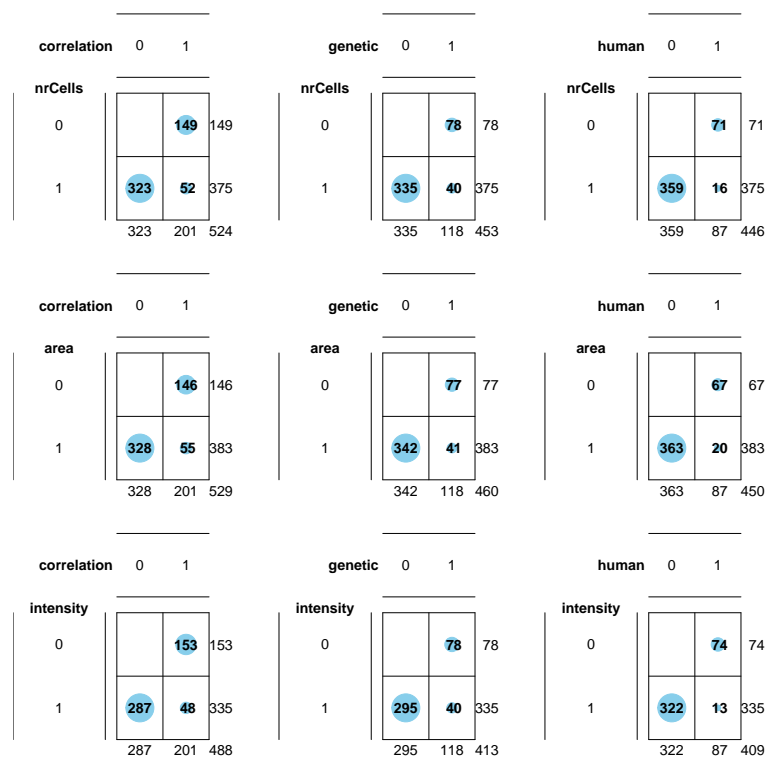 correlation 0 1 genetic 0 1 human 0 1
nrCells nrCells nrCells
0 149 149 0 78 78 0 71 71
1 323 52 375 1 335 40 375 1 359 16 375
323 201 524 335 118 453 359 87 446
correlation 0 1 genetic 0 1 human 0 1
area area area
0 146 146 0 77 77 0 67 67
1 328 55 383 1 342 41 383 1 363 20 383
328 201 529 342 118 460 363 87 450
correlation 0 1 genetic 0 1 human 0 1
intensity intensity intensity
0 153 153 0 78 78 0 74 74
1 287 48 335 1 295 40 335 1 322 13 335
287 201 488 295 118 413 322 87 409